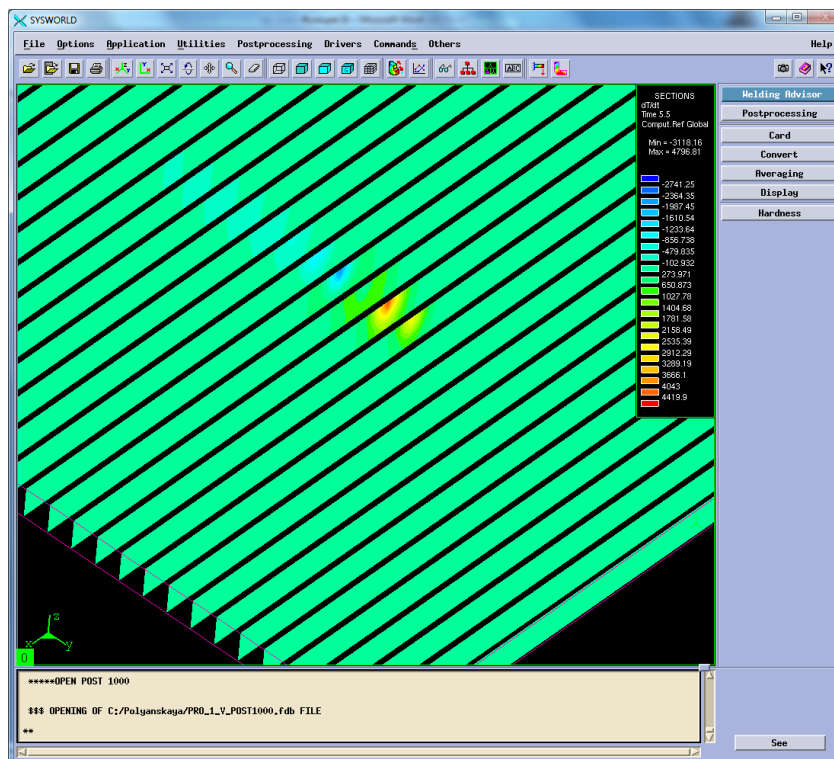 SYSWORLD
File Options Application Utilities Postprocessing Drivers Commands Others Help
ABC
Welding Advisor
Postprocessing
Card
Convert
Averaging
Display
Hardness
SECTIONS
dT/dt
Time 5.5
Comput.Ref Global
Min = -3118.16
Max = 4796.81
-2741.25
-2364.35
-1987.45
-1610.54
-1233.64
-856.738
-479.835
-102.932
273.971
650.873
1027.78
1404.68
1781.58
2158.49
2535.39
2912.29
3289.19
3666.1
4043
4419.9
z
x y
0
*****OPEN POST 1000
$$$ OPENING OF C:/Polyanskaya/PRO_1_V_POST1000.fdb FILE
**
See